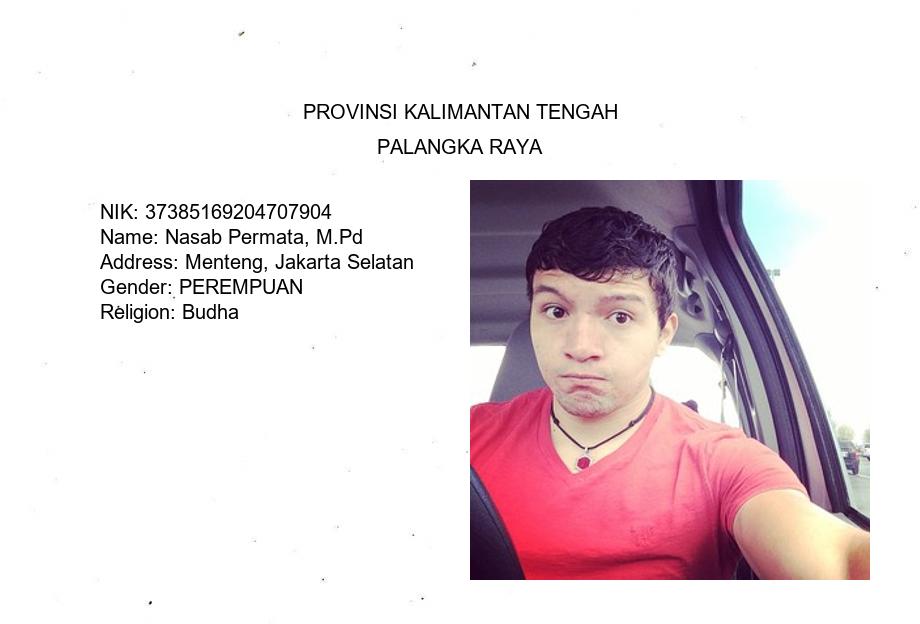 PROVINSI KALIMANTAN TENGAH
PALANGKA RAYA
NIK: 37385169204707904
Name: Nasab Permata, M.Pd
Address: Menteng, Jakarta Selatan
Gender: PEREMPUAN
Religion: Budha